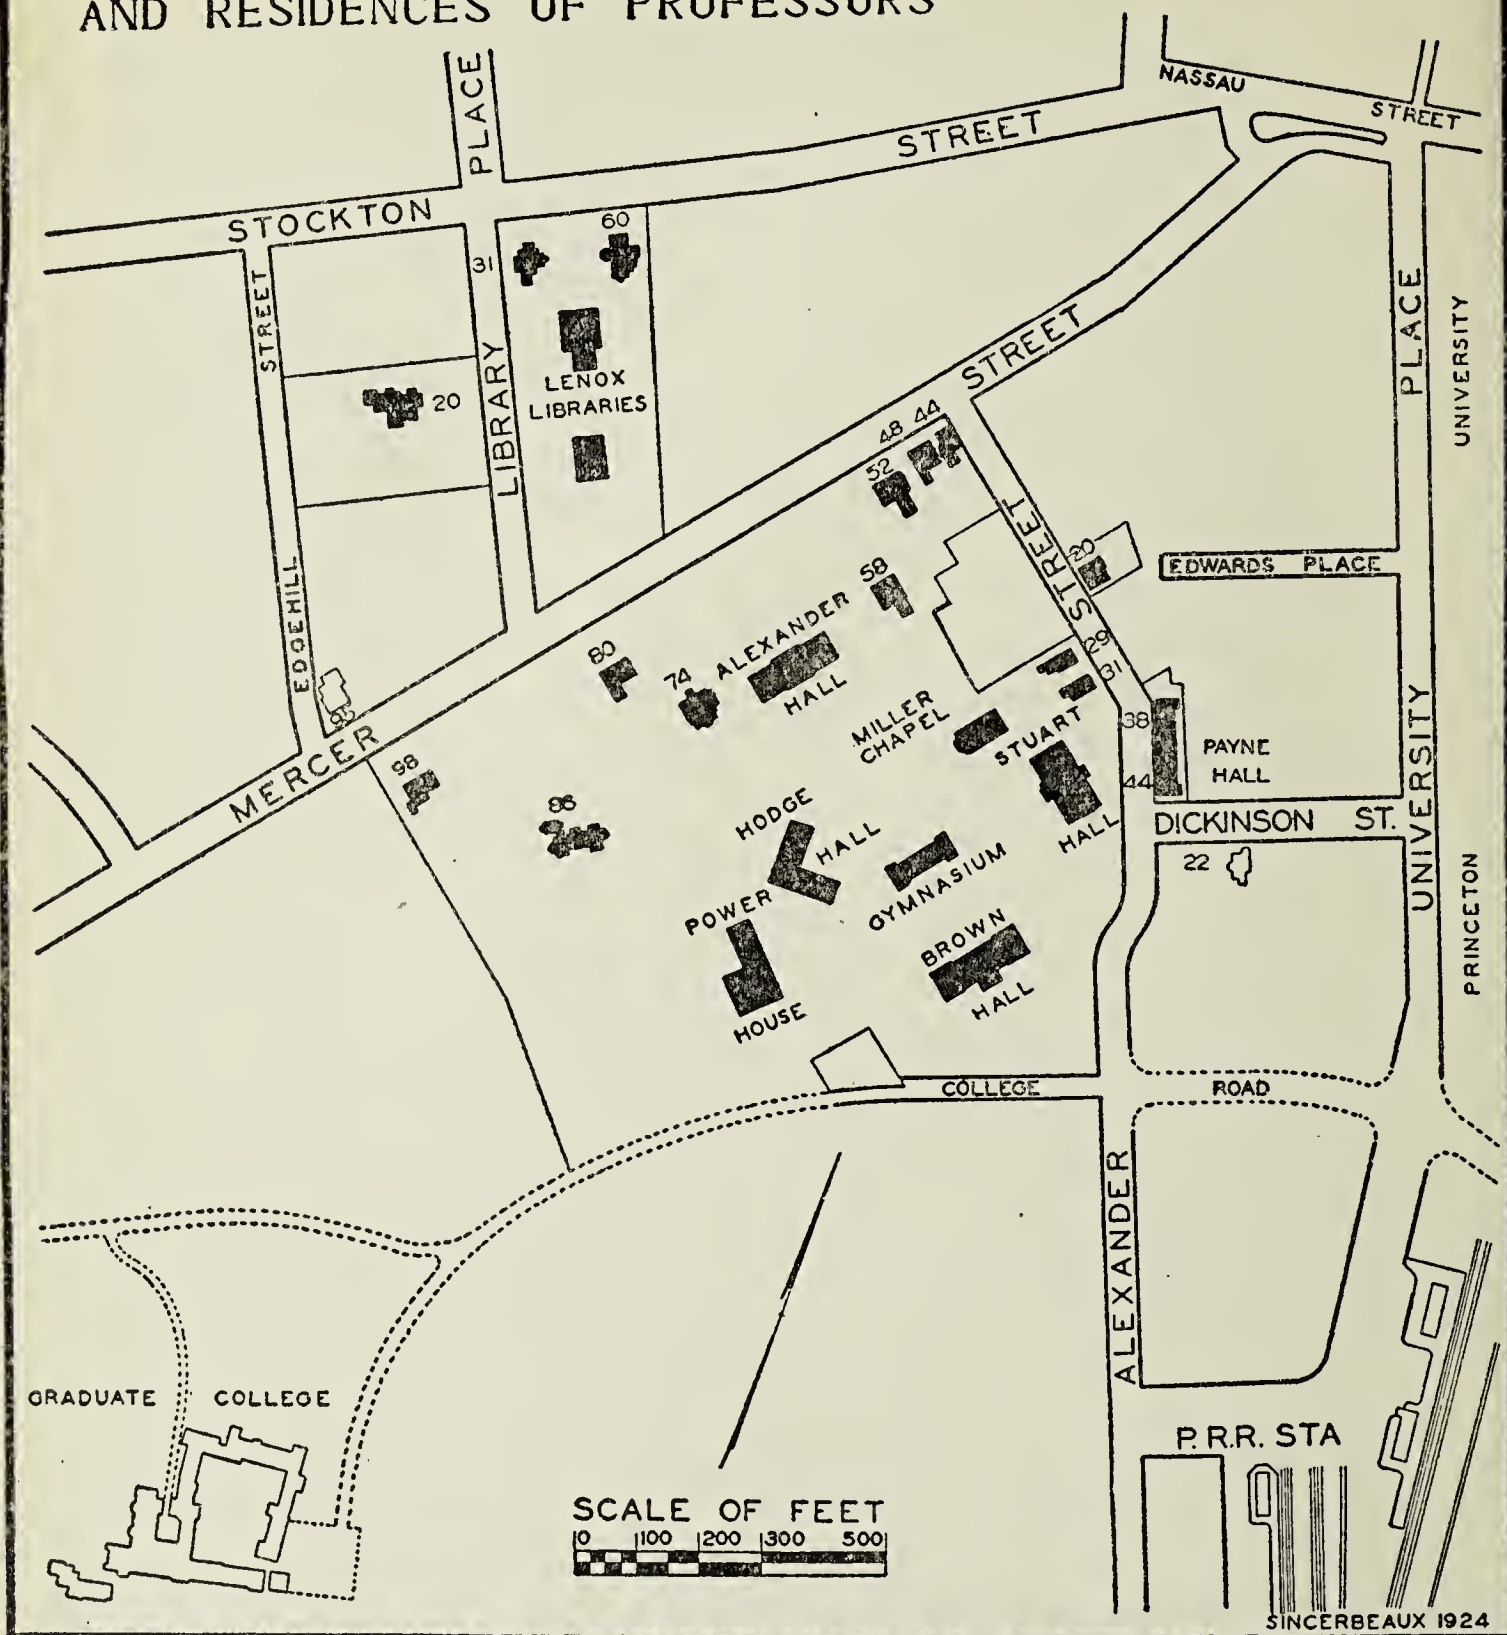 AND RESIDENCES OF PROFESSORS
PLACE
NASSAU
STREET
STREET
STOCKTON
60
31
STREET
LIBRARY
LENOX
LIBRARIES
20
STREET
PLACE
UNIVERSITY
48 44
52
STREET
20
EDWARDS PLACE
58
EDGEHILL
ALEXANDER
HALL
80
74
29
31
95
MERCER
98
MILLER
CHAPEL
STUART
HALL
38
44
PAYNE
HALL
86
HODGE
HALL
DICKINSON ST.
22
UNIVERSITY
PRINCETON
GYMNASIUM
POWER
HOUSE
BROWN
HALL
COLLEGE ROAD
ALEXANDER
GRADUATE COLLEGE
P.R.R. STA
SCALE OF FEET
0 100 200 300 500
SINCERBEAUX 1924